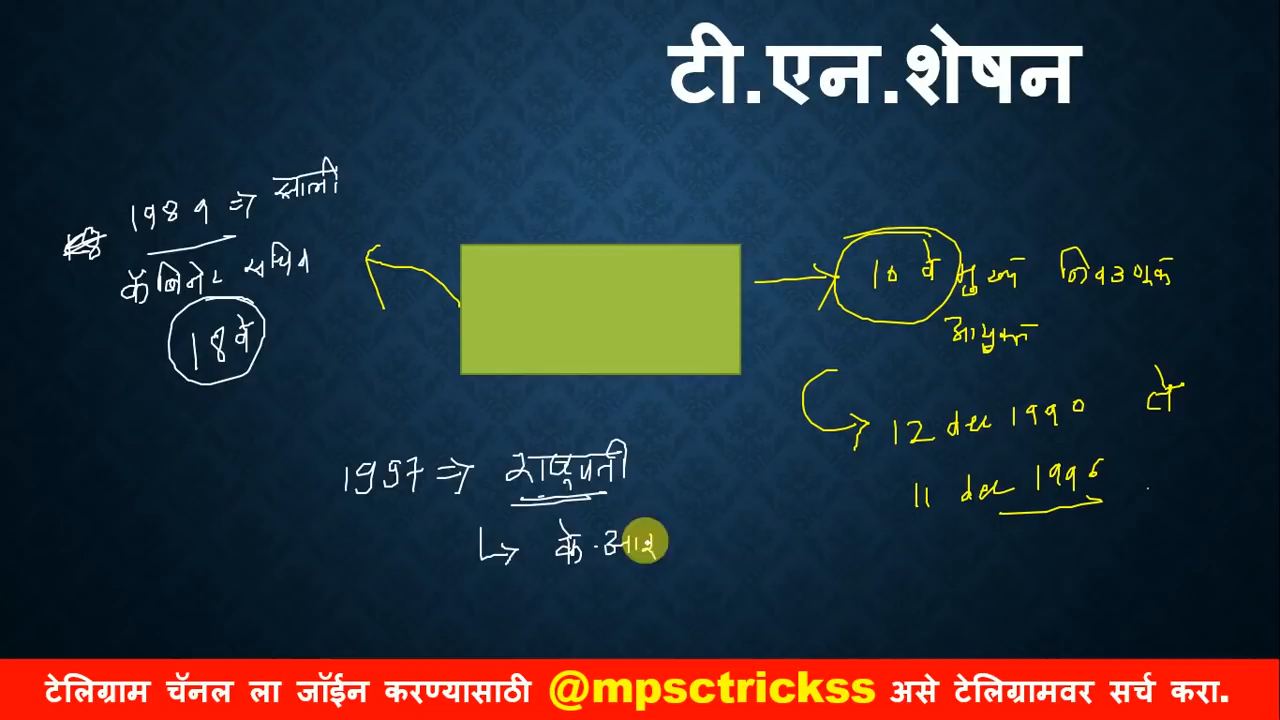 टी.एन.शेषन
1989 => साली
कॅबिनेट सचिव
18 वे
10 वे मुख्य निवडणूक
आयुक्त
12 dec 1990 ते
11 dec 1996
1997 => राष्ट्रपती
के.आर
टेलिग्राम चॅनल ला जॉईन करण्यासाठी @mpsctrickss असे टेलिग्रामवर सर्च करा.